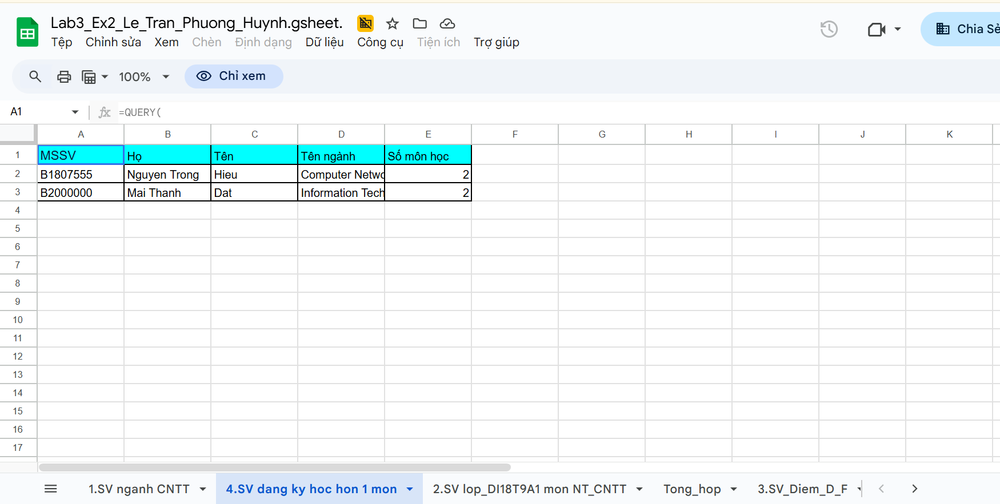 Lab3_Ex2_Le_Tran_Phuong_Huynh.gsheet.
Tệp Chỉnh sửa Xem Chèn Định dạng Dữ liệu Công cụ Tiện ích Trợ giúp
Chia Sẻ
100% Chỉ xem
A1 fx =QUERY(
A B C D E F G H I J K
1 MSSV Họ Tên Tên ngành Số môn học
2 B1807555 Nguyen Trong Hieu Computer Netwo 2
3 B2000000 Mai Thanh Dat Information Tech 2
4
5
6
7
8
9
10
11
12
13
14
15
16
17
1.SV nganh CNTT 4.SV dang ky hoc hon 1 mon 2.SV lop_DI18T9A1 mon NT_CNTT Tong_hop 3.SV_Diem_D_F